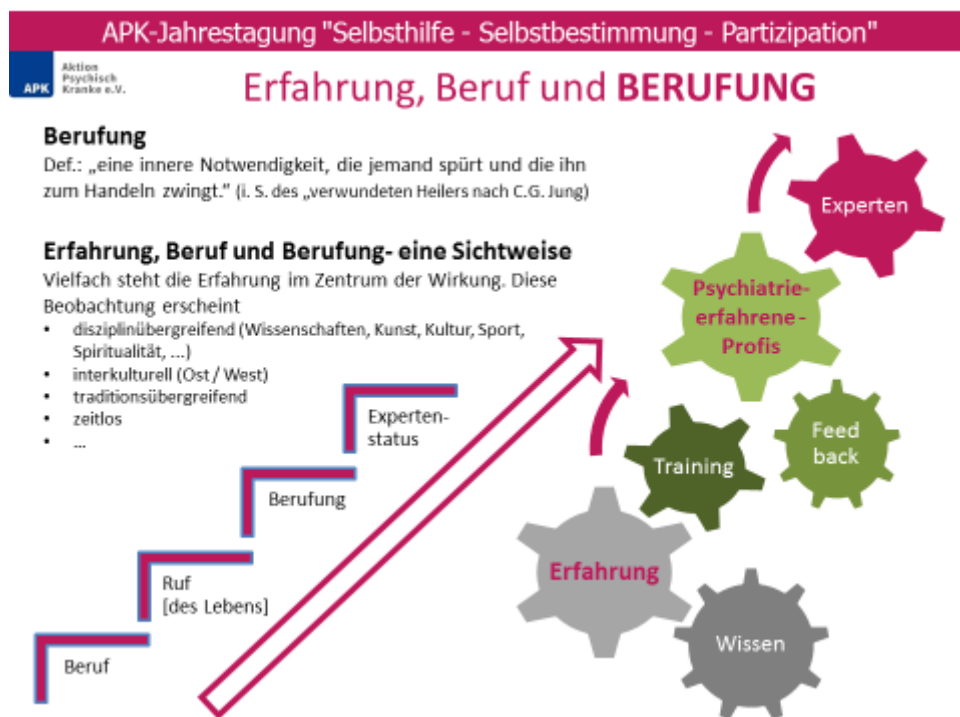 APK-Jahrestagung "Selbsthilfe - Selbstbestimmung - Partizipation"
APK
Aktion
Psychisch
Kranke e.V.
Erfahrung, Beruf und BERUFUNG
Berufung
Def.: „eine innere Notwendigkeit, die jemand spürt und die ihn
zum Handeln zwingt.“ (i. S. des „verwundeten Heilers nach C.G. Jung)
Erfahrung, Beruf und Berufung- eine Sichtweise
Vielfach steht die Erfahrung im Zentrum der Wirkung. Diese
Beobachtung erscheint
• disziplinübergreifend (Wissenschaften, Kunst, Kultur, Sport,
Spiritualität, ...)
• interkulturell (Ost / West)
• traditionsübergreifend
• zeitlos
• ...
Experten-
status
Berufung
Ruf
[des Lebens]
Beruf
Experten
Psychiatrie-
erfahrene-
Profis
Feed
back
Training
Erfahrung
Wissen